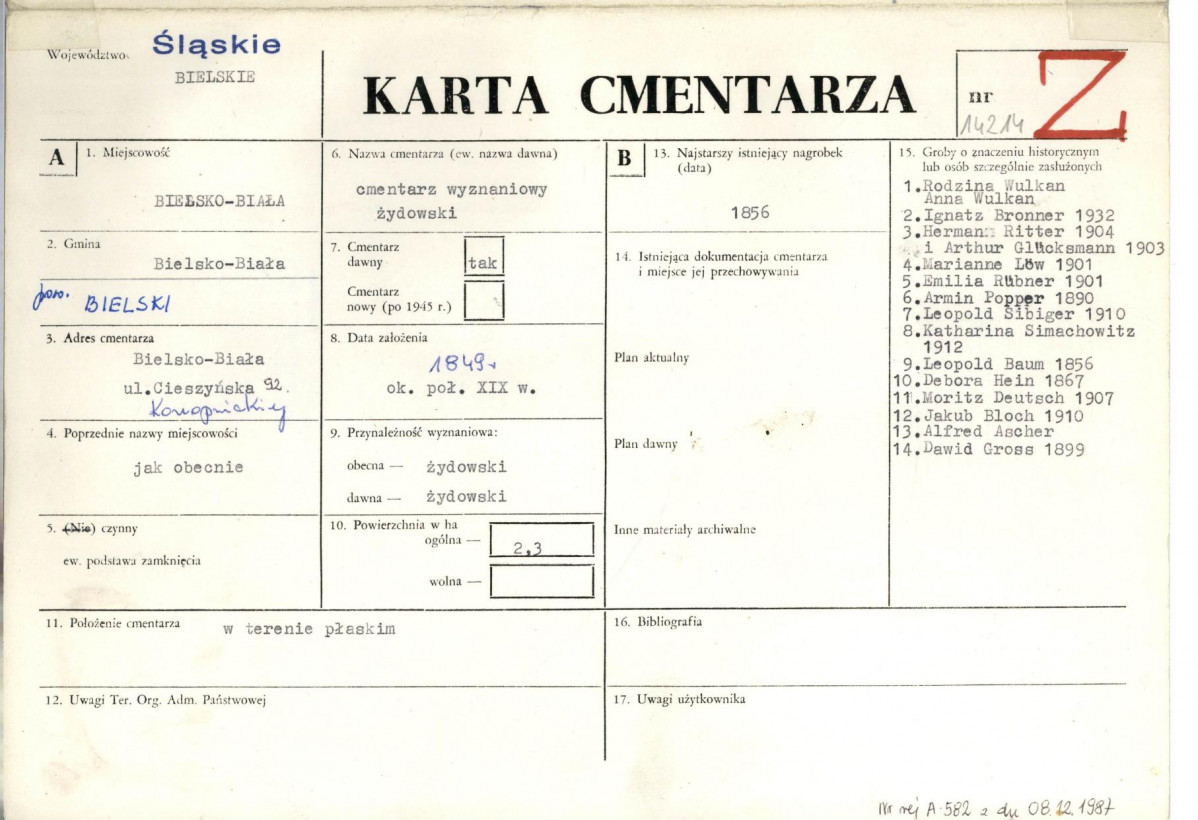 Województwo
Śląskie
BIELSKIE
KARTA CMENTARZA
nr
Z
14214
A
1. Miejscowość
BIELSKO-BIAŁA
2. Gmina
Bielsko-Biała
pow. BIELSKI
3. Adres cmentarza
Bielsko-Biała
ul.Cieszyńska 92.
Konopnickiej
4. Poprzednie nazwy miejscowości
jak obecnie
5. (Nie) czynny
ew. podstawa zamknięcia
6. Nazwa cmentarza (ew. nazwa dawna)
cmentarz wyznaniowy
żydowski
7. Cmentarz
dawny
tak
Cmentarz
nowy (po 1945 r.)
8. Data założenia
1849r
ok. poł. XIX w.
9. Przynależność wyznaniowa:
obecna — żydowski
dawna — żydowski
10. Powierzchnia w ha
ogólna — 2,3
wolna —
11. Położenie cmentarza w terenie płaskim
12. Uwagi Ter. Org. Adm. Państwowej
B
13. Najstarszy istniejący nagrobek
(data)
1856
14. Istniejąca dokumentacja cmentarza
i miejsce jej przechowywania
Plan aktualny
Plan dawny
Inne materiały archiwalne
15. Groby o znaczeniu historycznym
lub osób szczególnie zasłużonych
1.Rodzina Wulkan
Anna Wulkan
2.Ignatz Bronner 1932
3.Hermann Ritter 1904
i Arthur Glücksmann 1903
4.Marianne Löw 1901
5.Emilia Rübner 1901
6.Armin Popper 1890
7.Leopold Sibiger 1910
8.Katharina Simachowitz
1912
9.Leopold Baum 1856
10.Debora Hein 1867
11.Moritz Deutsch 1907
12.Jakub Bloch 1910
13.Alfred Ascher
14.Dawid Gross 1899
16. Bibliografia
17. Uwagi użytkownika
Nr rej A-582 z dn 08.12.1987